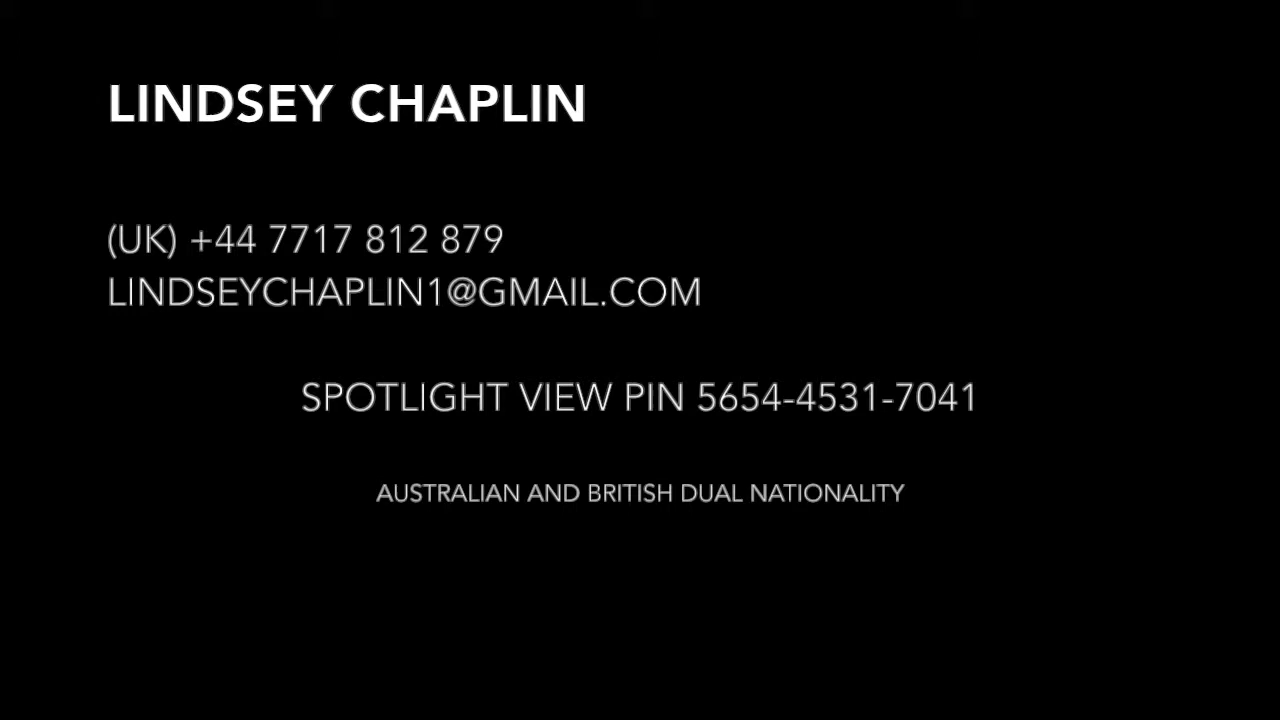 LINDSEY CHAPLIN
(UK) +44 7717 812 879
LINDSEYCHAPLIN1@GMAIL.COM
SPOTLIGHT VIEW PIN 5654-4531-7041
AUSTRALIAN AND BRITISH DUAL NATIONALITY